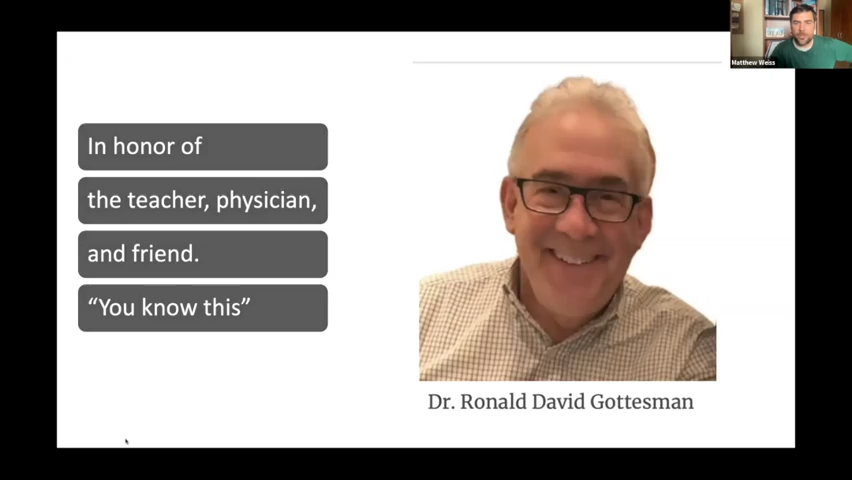 In honor of
the teacher, physician,
and friend.
“You know this”
Dr. Ronald David Gottesman
Matthew Weiss